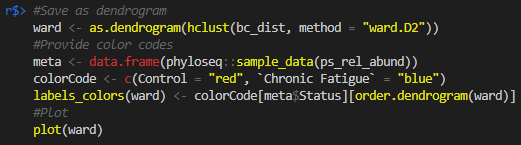 r$> #Save as dendrogram
ward <- as.dendrogram(hclust(bc_dist, method = "ward.D2"))
#Provide color codes
meta <- data.frame(phyloseq::sample_data(ps_rel_abund))
colorCode <- c(Control = "red", `Chronic Fatigue` = "blue")
labels_colors(ward) <- colorCode[meta$Status][order.dendrogram(ward)]
#Plot
plot(ward)